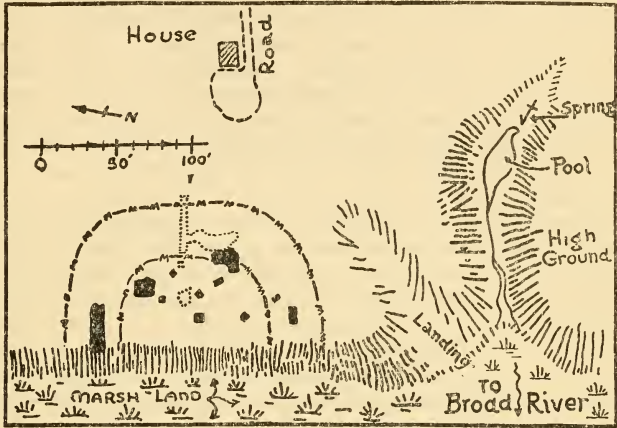 House
Road
N
0 50' 100'
Spring
Pool
High
Ground
Landing
MARSH-LAND
TO
Broad River